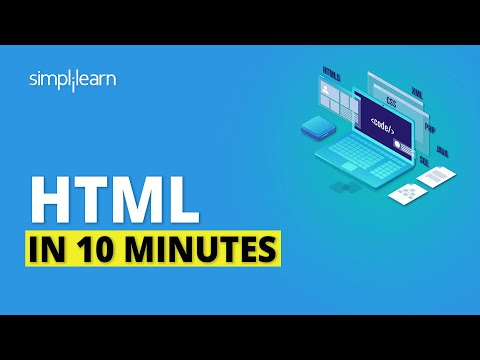 simplilearn
HTML5
XML
CSS
<code/>
PHP
JAVA
SQL
HTML
IN 10 MINUTES